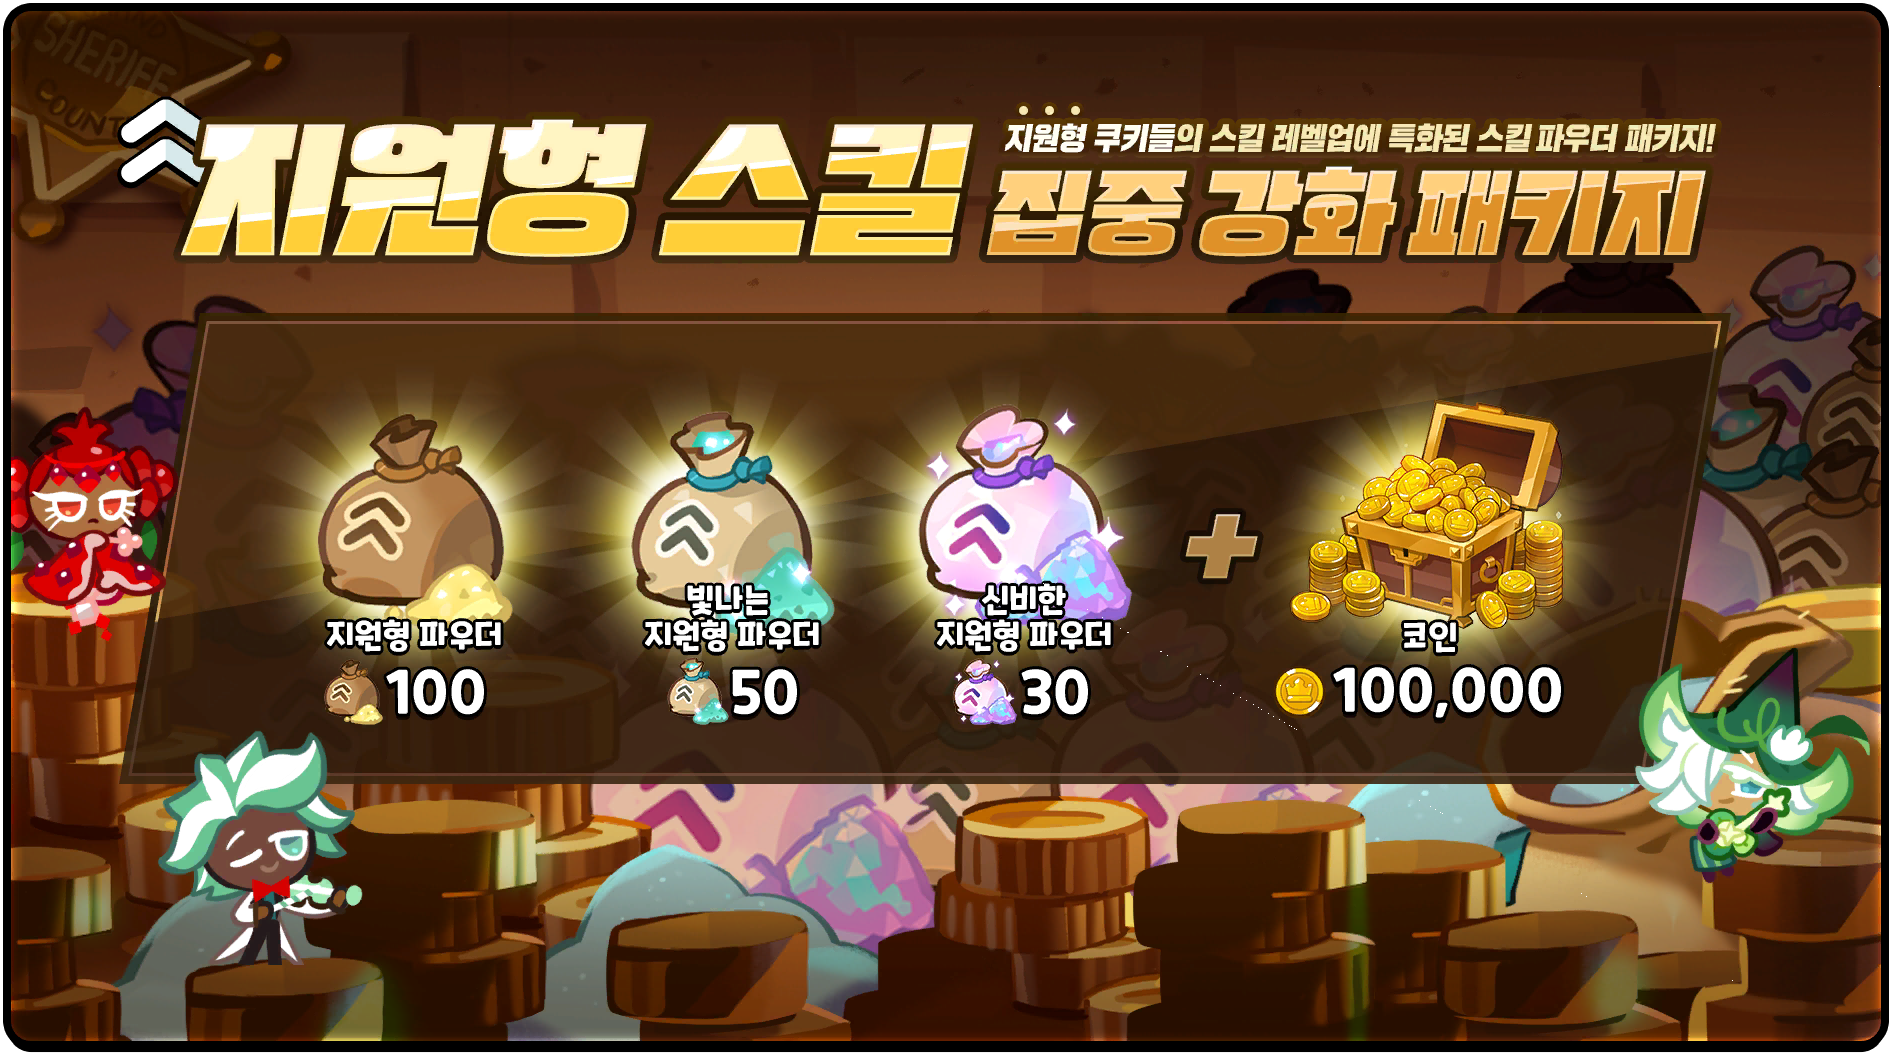 SHERIFF
COUNT
지원형 쿠키들의 스킬 레벨업에 특화된 스킬 파우더 패키지!
지원형 스킬 집중 강화 패키지
지원형 파우더
100
빛나는
지원형 파우더
50
신비한
지원형 파우더
30
코인
100,000